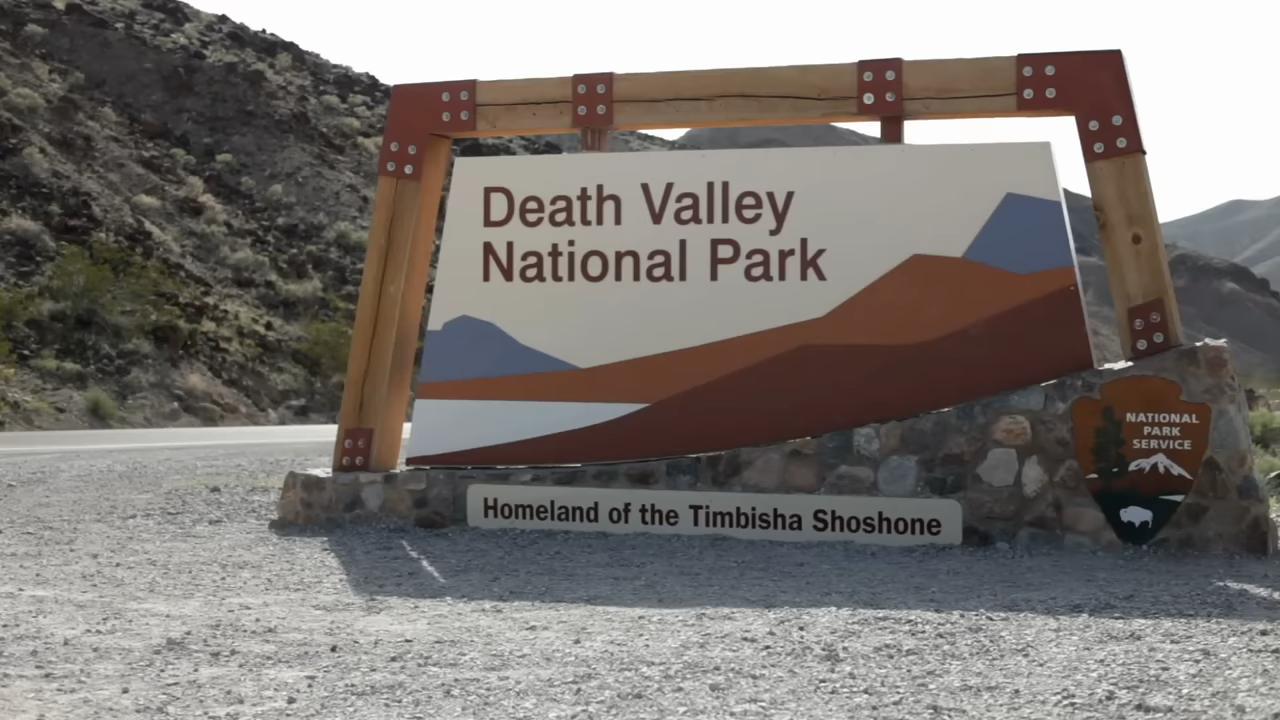 Death Valley
National Park
NATIONAL
PARK
SERVICE
Homeland of the Timbisha Shoshone